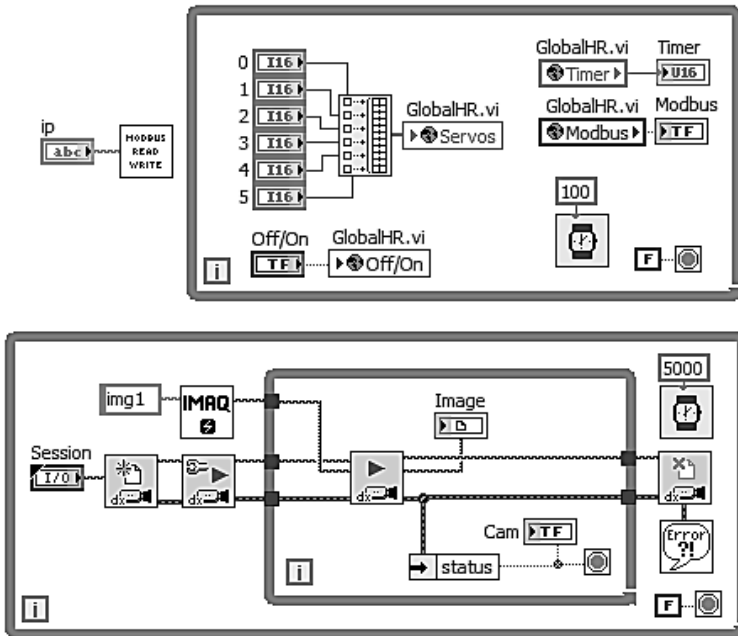 ip
abc
MODBUS
READ
WRITE
0 I16
1 I16
2 I16
3 I16
4 I16
5 I16
GlobalHR.vi
Servos
Off/On
TF
GlobalHR.vi
Off/On
i
GlobalHR.vi
Timer
Timer
U16
GlobalHR.vi
Modbus
Modbus
TF
100
F
img1
IMAQ
Session
I/O
dx
dx
dx
Image
Cam
TF
status
i
5000
dx
Error
?!
F
i